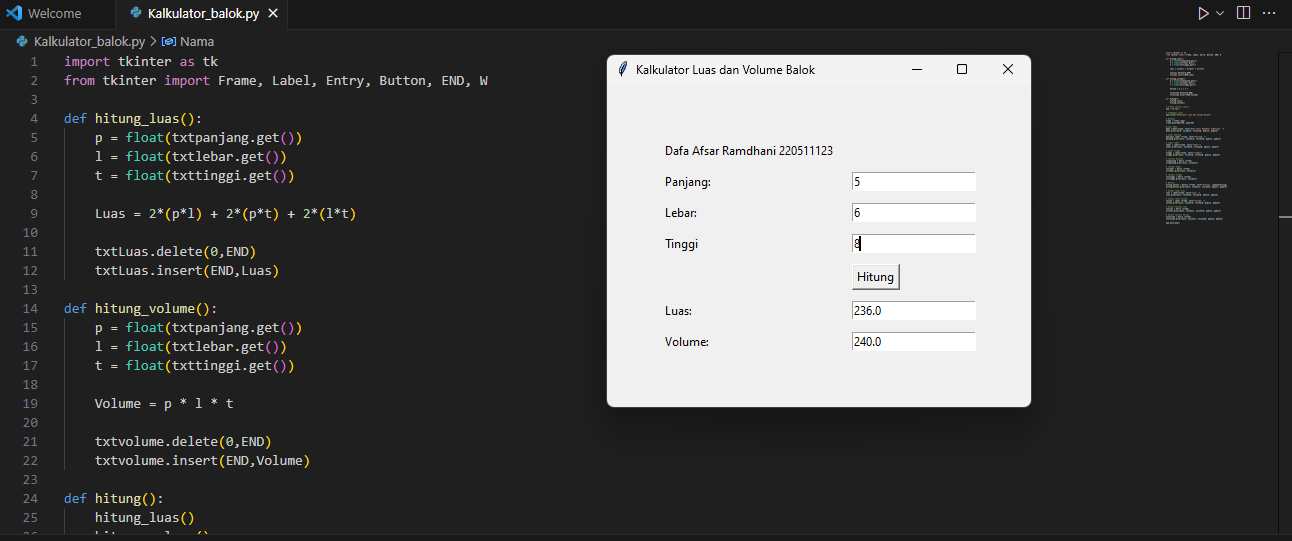 Welcome
Kalkulator_balok.py
Kalkulator_balok.py > Nama
1 import tkinter as tk
2 from tkinter import Frame, Label, Entry, Button, END, W
3
4 def hitung_luas():
5     p = float(txtpanjang.get())
6     l = float(txtlebar.get())
7     t = float(txttinggi.get())
8
9     Luas = 2*(p*l) + 2*(p*t) + 2*(l*t)
10
11     txtLuas.delete(0,END)
12     txtLuas.insert(END,Luas)
13
14 def hitung_volume():
15     p = float(txtpanjang.get())
16     l = float(txtlebar.get())
17     t = float(txttinggi.get())
18
19     Volume = p * l * t
20
21     txtvolume.delete(0,END)
22     txtvolume.insert(END,Volume)
23
24 def hitung():
25     hitung_luas()
Kalkulator Luas dan Volume Balok
Dafa Afsar Ramdhani 220511123
Panjang: 5
Lebar: 6
Tinggi 8
Hitung
Luas: 236.0
Volume: 240.0